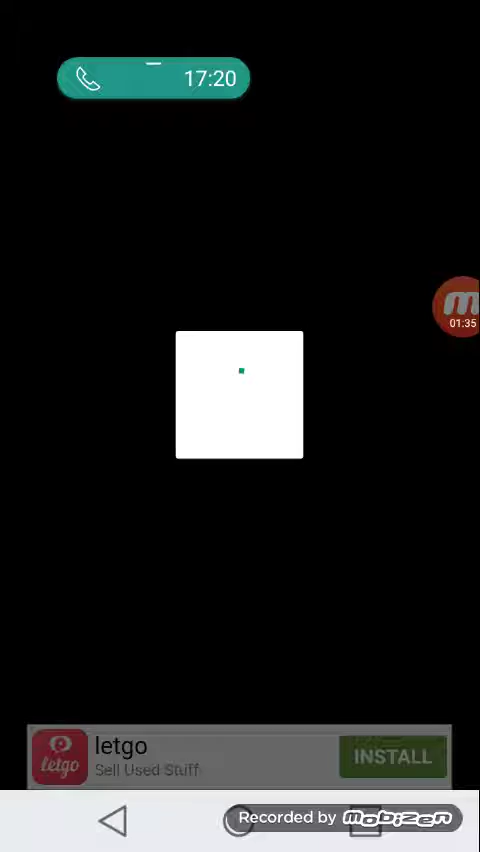 17:20
01:35
letgo
letgo
Sell Used Stuff
INSTALL
Recorded by mobizen